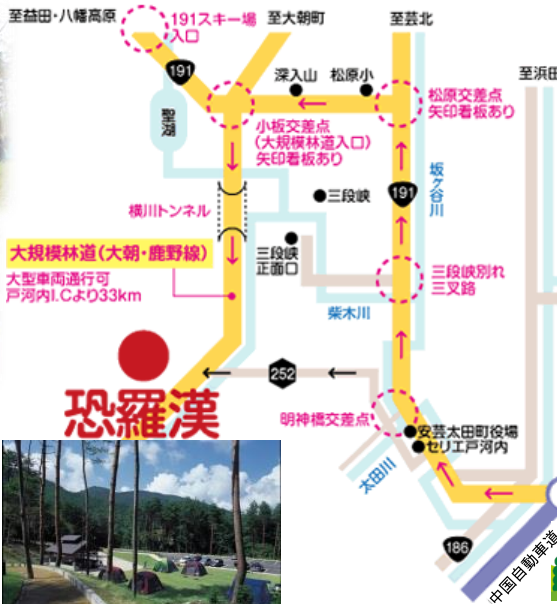 至益田・八幡高原
191スキー場
入口
至大朝町
至芸北
至浜田
191
深入山
松原小
聖湖
小板交差点
(大規模林道入口)
矢印看板あり
松原交差点
矢印看板あり
坂ケ谷川
191
三段峡
横川トンネル
三段峡
正面口
大規模林道(大朝・鹿野線)
大型車両通行可
戸河内I.Cより33km
三段峡別れ
三叉路
柴木川
252
恐羅漢
明神橋交差点
安芸太田町役場
セリエ戸河内
太田川
186
中国自動車道